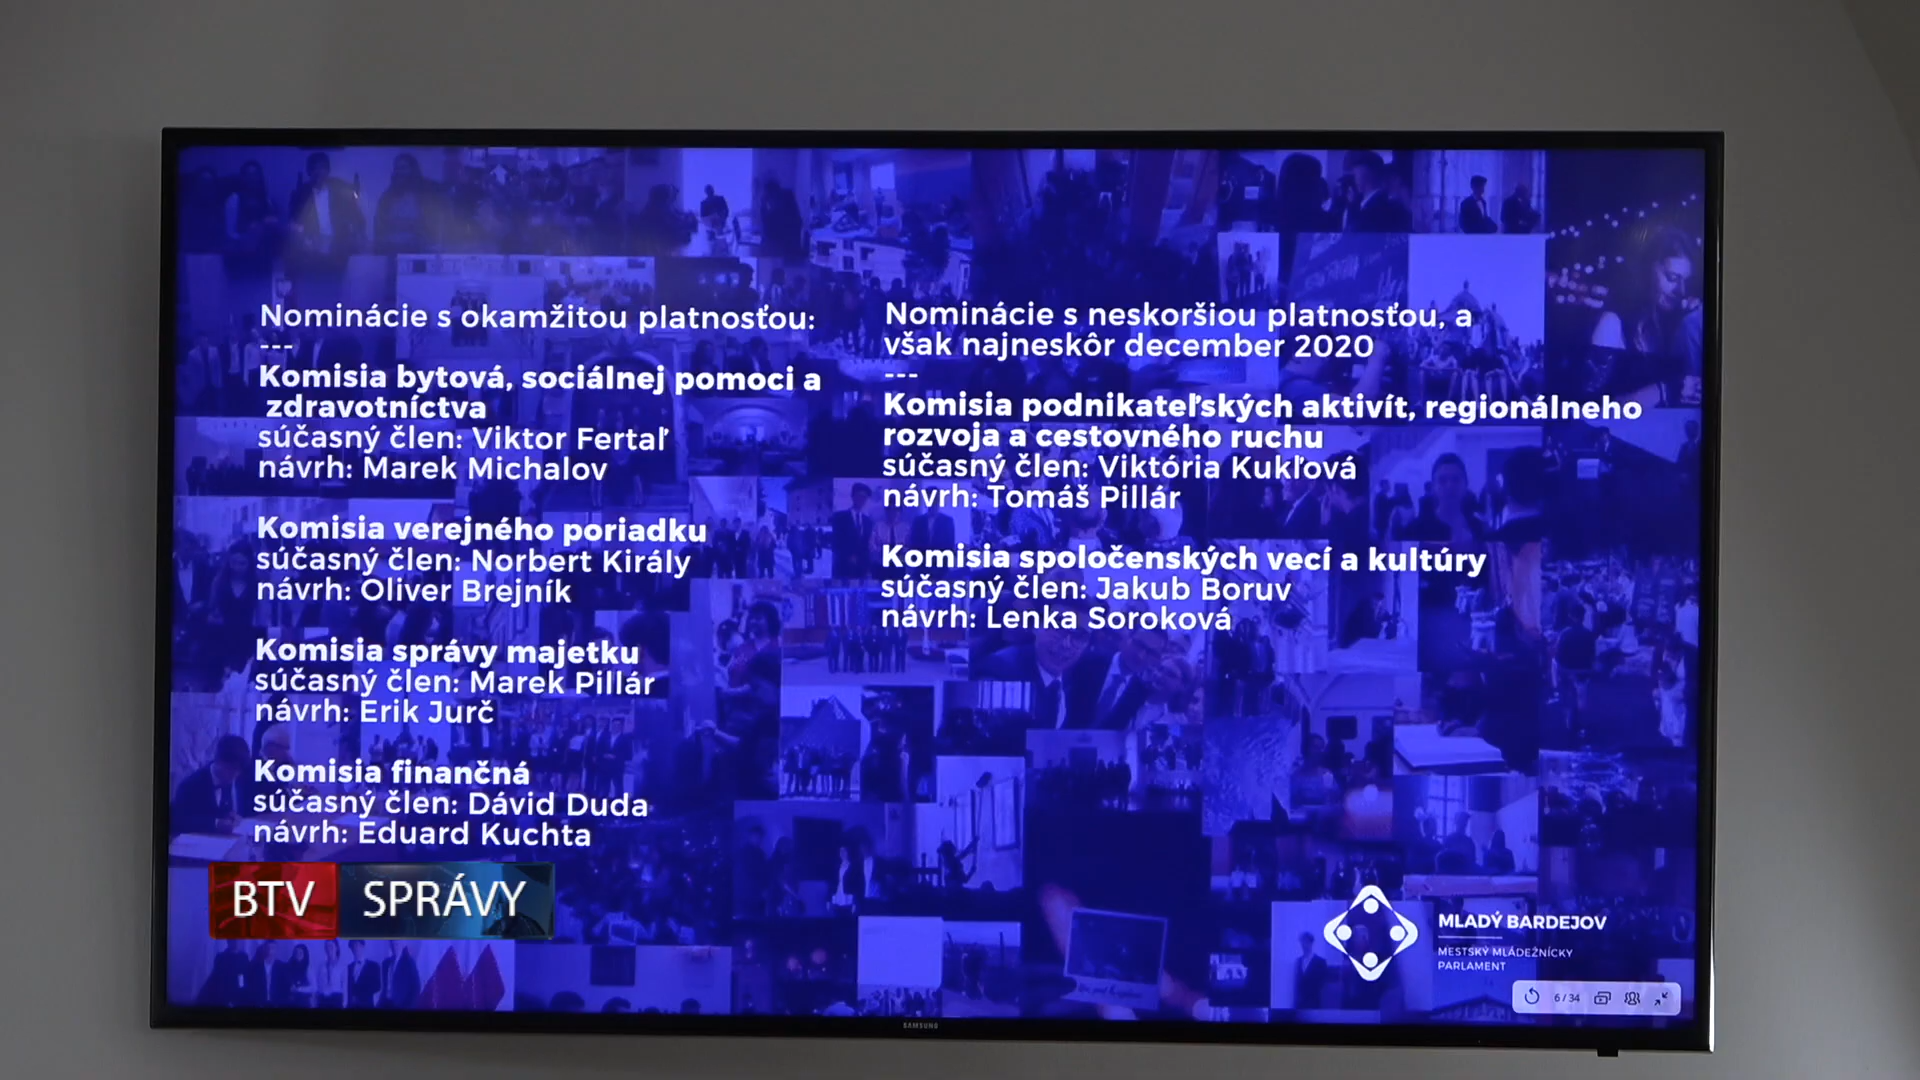 Nominácie s okamžitou platnosťou:
---
Komisia bytová, sociálnej pomoci a
zdravotníctva
súčasný člen: Viktor Fertaľ
návrh: Marek Michalov
Komisia verejného poriadku
súčasný člen: Norbert Király
návrh: Oliver Brejník
Komisia správy majetku
súčasný člen: Marek Pillár
návrh: Erik Jurč
Komisia finančná
súčasný člen: Dávid Duda
návrh: Eduard Kuchta
Nominácie s neskoršiou platnosťou, a
však najneskôr december 2020
---
Komisia podnikateľských aktivít, regionálneho
rozvoja a cestovného ruchu
súčasný člen: Viktória Kukľová
návrh: Tomáš Pillár
Komisia spoločenských vecí a kultúry
súčasný člen: Jakub Boruv
návrh: Lenka Soroková
BTV SPRÁVY
MLADÝ BARDEJOV
MESTSKÝ MLÁDEŽNÍCKY
PARLAMENT
6 / 34
SAMSUNG